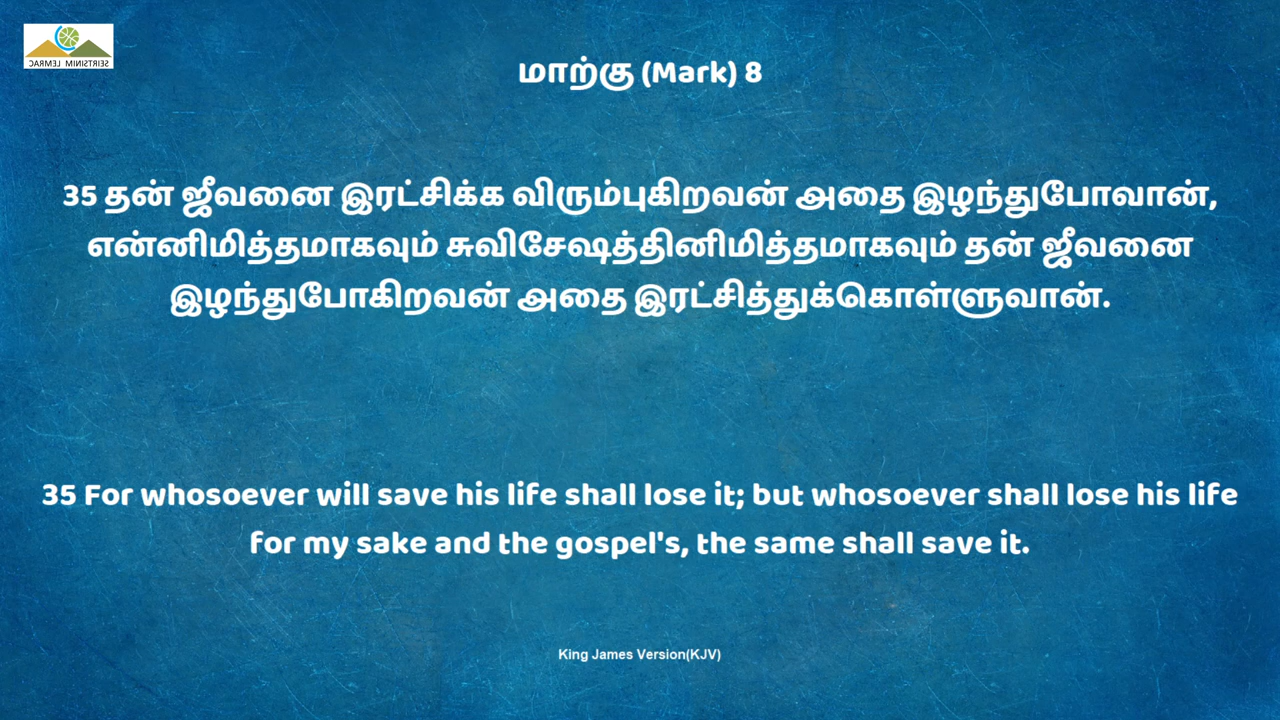 CARMEL MINISTRIES
மாற்கு (Mark) 8
35 தன் ஜீவனை இரட்சிக்க விரும்புகிறவன் அதை இழந்துபோவான்,
என்னிமித்தமாகவும் சுவிசேஷத்தினிமித்தமாகவும் தன் ஜீவனை
இழந்துபோகிறவன் அதை இரட்சித்துக்கொள்ளுவான்.
35 For whosoever will save his life shall lose it; but whosoever shall lose his life
for my sake and the gospel's, the same shall save it.
King James Version(KJV)